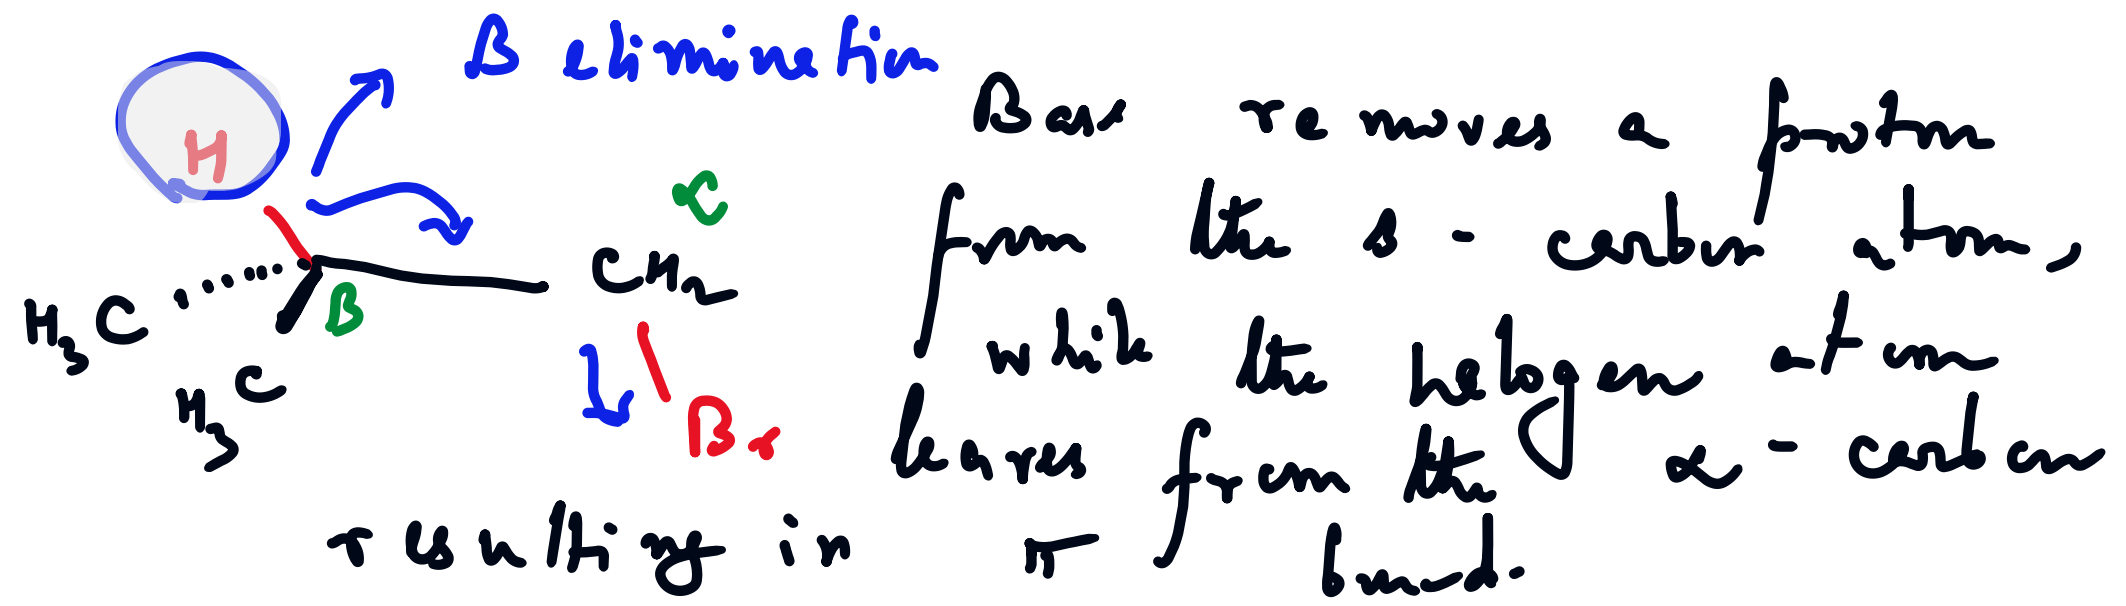 β elimination
H
Base removes a proton
α
from the β - carbon atom,
CH2
H3C
β
while the halogen atom
H3C
Br
leaves from the α - carbon
resulting in π bond.